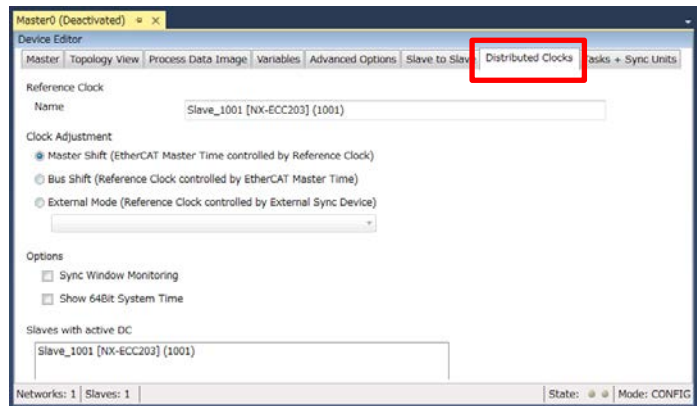 Master0 (Deactivated)
Device Editor
Master Topology View Process Data Image Variables Advanced Options Slave to Slave Distributed Clocks Tasks + Sync Units
Reference Clock
Name Slave_1001 [NX-ECC203] (1001)
Clock Adjustment
Master Shift (EtherCAT Master Time controlled by Reference Clock)
Bus Shift (Reference Clock controlled by EtherCAT Master Time)
External Mode (Reference Clock controlled by External Sync Device)
Options
Sync Window Monitoring
Show 64Bit System Time
Slaves with active DC
Slave_1001 [NX-ECC203] (1001)
Networks: 1 Slaves: 1 State: Mode: CONFIG